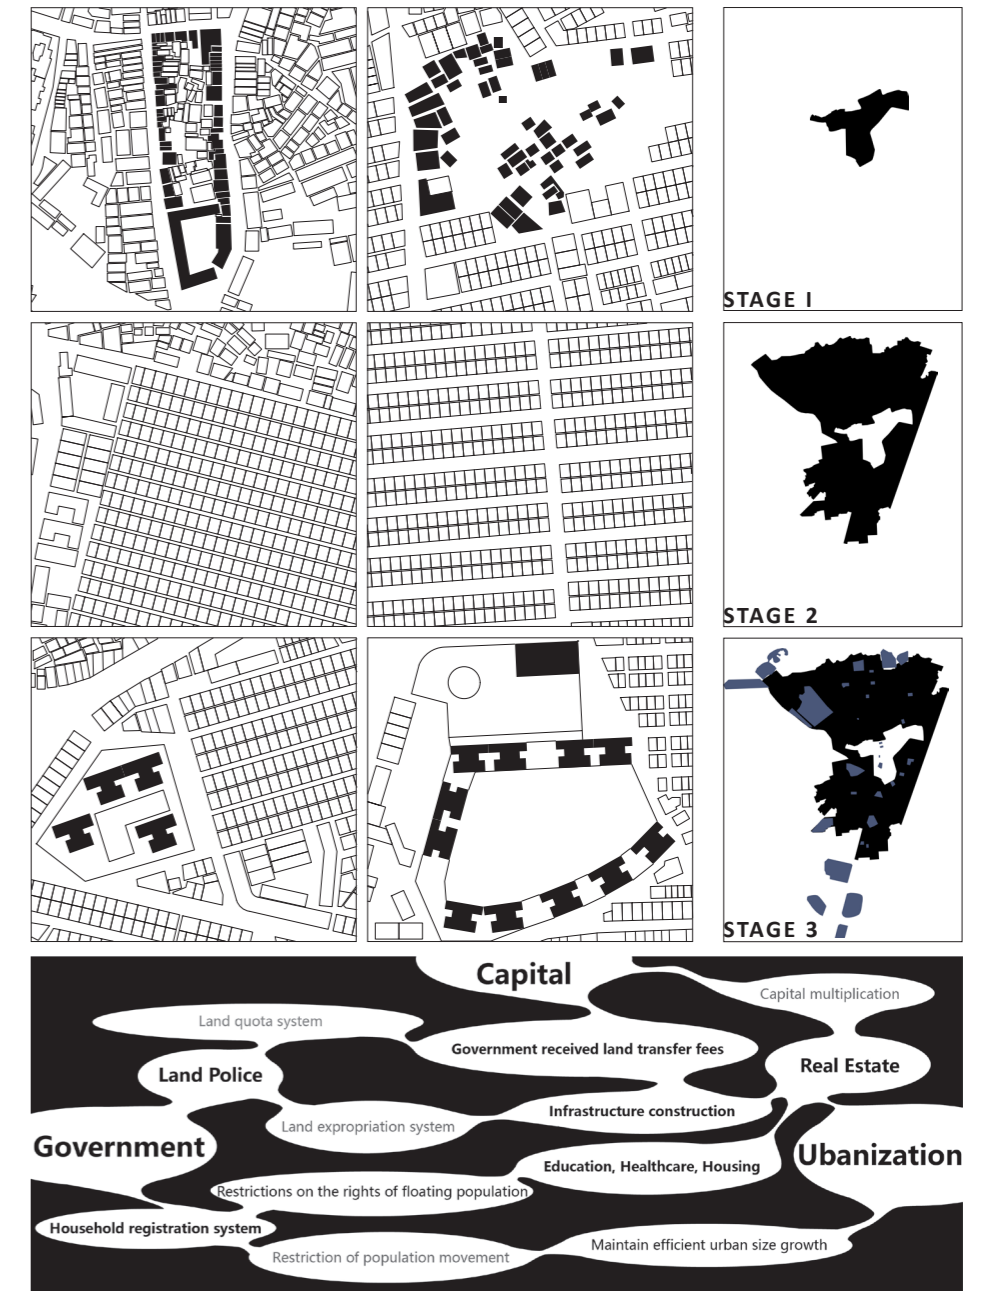 STAGE I
STAGE 2
STAGE 3
Capital
Capital multiplication
Land quota system
Government received land transfer fees
Real Estate
Land Police
Infrastructure construction
Land expropriation system
Government
Ubanization
Education, Healthcare, Housing
Restrictions on the rights of floating population
Household registration system
Maintain efficient urban size growth
Restriction of population movement